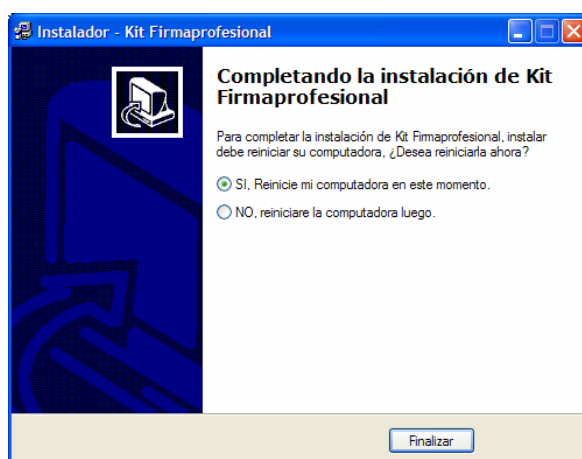 Instalador - Kit Firmaprofesional
Completando la instalación de Kit
Firmaprofesional
Para completar la instalación de Kit Firmaprofesional, instalar
debe reiniciar su computadora, ¿Desea reiniciarla ahora?
SI, Reinicie mi computadora en este momento.
NO, reiniciare la computadora luego.
Finalizar